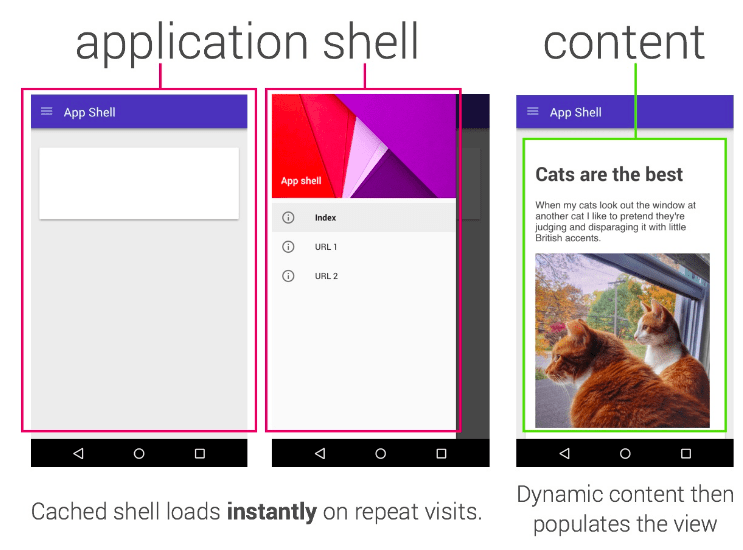 application shell
content
App Shell
App shell
Index
URL 1
URL 2
App Shell
Cats are the best
When my cats look out the window at
another cat I like to pretend they're
judging and disparaging it with little
British accents.
Cached shell loads instantly on repeat visits.
Dynamic content then
populates the view